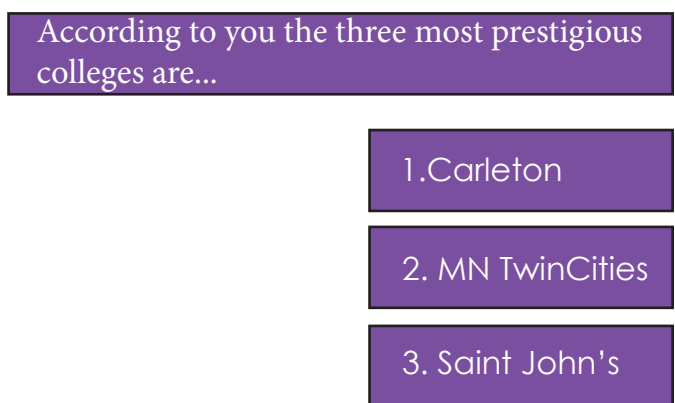 According to you the three most prestigious
colleges are...
1.Carleton
2. MN TwinCities
3. Saint John’s